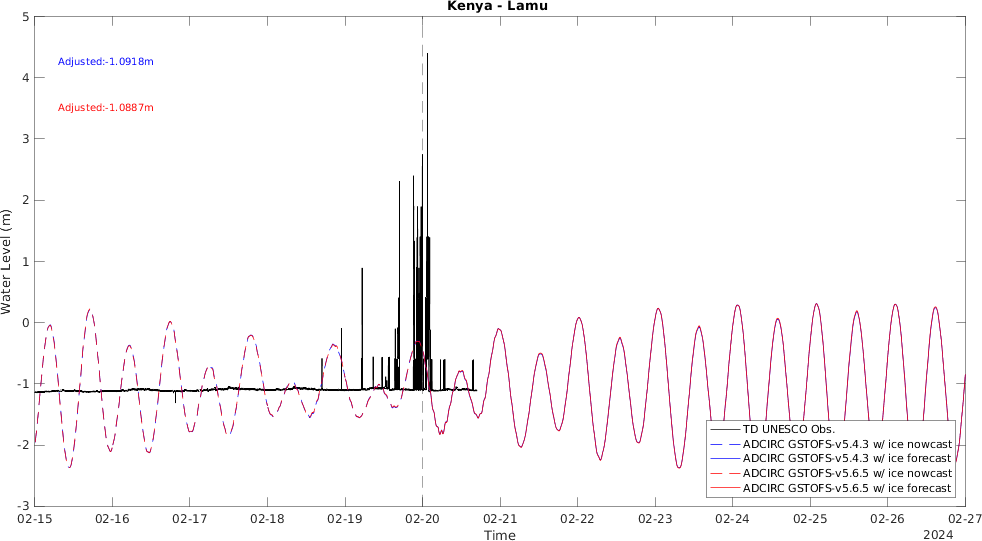 Kenya - Lamu
5
4
3
2
1
0
-1
-2
-3
Water Level (m)
Adjusted:-1.0918m
Adjusted:-1.0887m
TD UNESCO Obs.
ADCIRC GSTOFS-v5.4.3 w/ ice nowcast
ADCIRC GSTOFS-v5.4.3 w/ ice forecast
ADCIRC GSTOFS-v5.6.5 w/ ice nowcast
ADCIRC GSTOFS-v5.6.5 w/ ice forecast
02-15 02-16 02-17 02-18 02-19 02-20 02-21 02-22 02-23 02-24 02-25 02-26 02-27
Time
2024